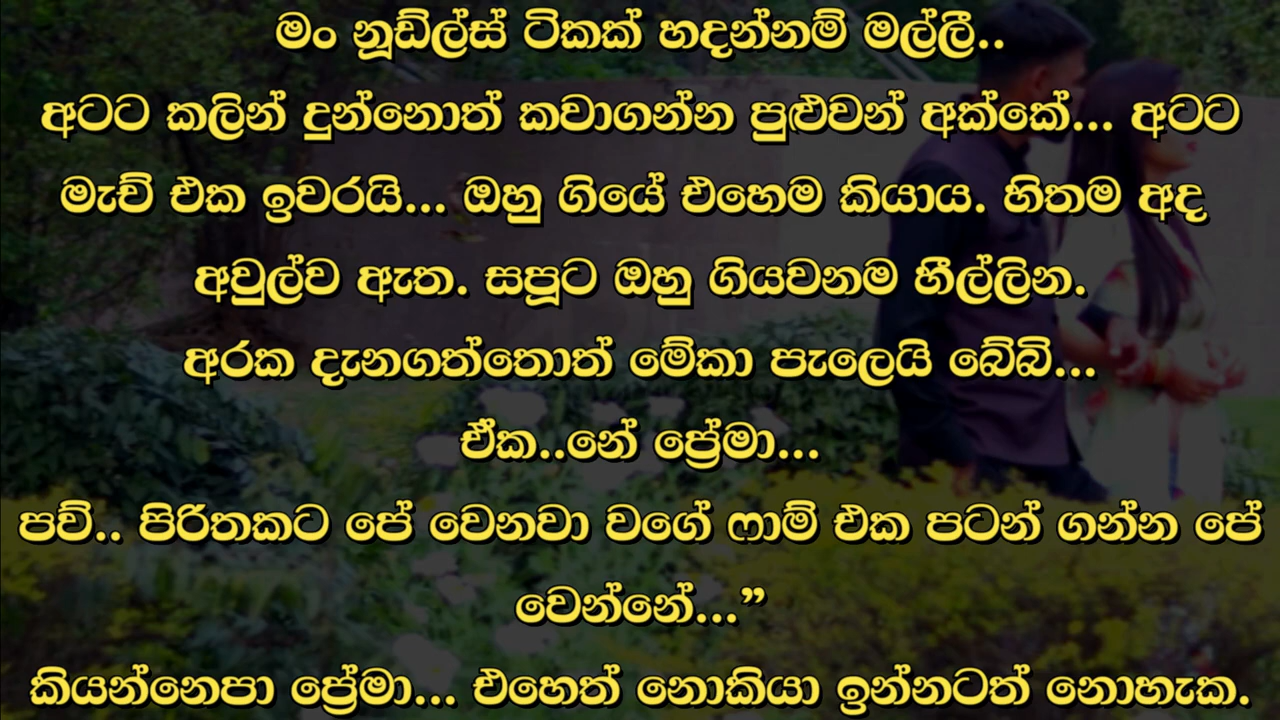 මං නූඩ්ල්ස් ටිකක් හදන්නම් මල්ලී..
අටට කලින් දුන්නොත් කවාගන්න පුළුවන් අක්කේ... අටට
මැච් එක ඉවරයි... ඔහු ගියේ එහෙම කියාය. හිතම අද
අවුල්ව ඇත. සපූට ඔහු ගියවනම හීල්ලින.
අරක දැනගත්තොත් මේකා පැලෙයි බේබි...
ඒක..නේ ප්‍රේමා...
පව්.. පිරිතකට පේ වෙනවා වගේ ෆාම් එක පටන් ගන්න පේ
වෙන්නේ...”
කියන්නෙපා ප්‍රේමා... එහෙත් නොකියා ඉන්නටත් නොහැක.